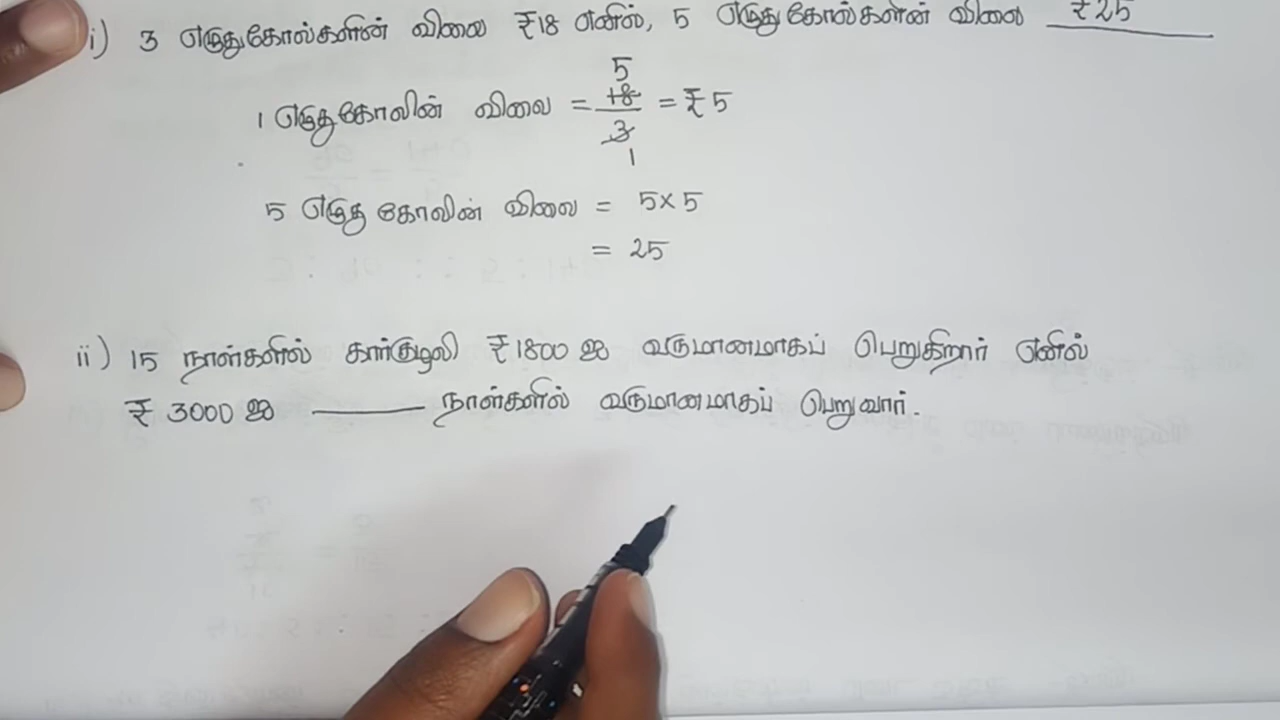 i) 3 எழுதுகோல்களின் விலை ₹18 எனில், 5 எழுதுகோல்களின் விலை ₹25
1 எழுதுகோலின் விலை = 5 18 / 3 1 = ₹5
5 எழுதுகோலின் விலை = 5×5
= 25
ii) 15 நாள்களில் கார்குழலி ₹1800 ஐ வருமானமாகப் பெறுகிறார் எனில்
₹ 3000 ஐ ______ நாள்களில் வருமானமாகப் பெறுவார்.